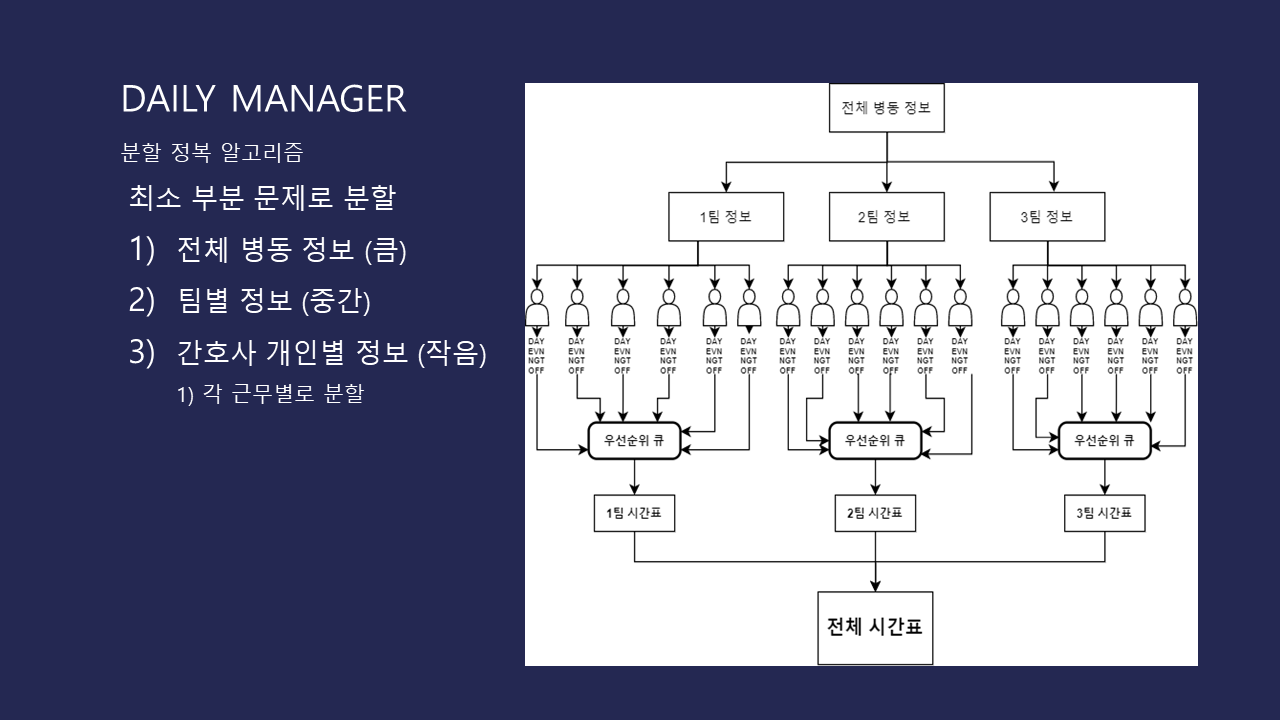 DAILY MANAGER
분할 정복 알고리즘
최소 부분 문제로 분할
1) 전체 병동 정보 (큼)
2) 팀별 정보 (중간)
3) 간호사 개인별 정보 (작음)
1) 각 근무별로 분할
전체 병동 정보
1팀 정보 2팀 정보 3팀 정보
DAY DAY DAY DAY DAY DAY DAY DAY DAY DAY DAY DAY DAY DAY DAY DAY DAY DAY
EVN EVN EVN EVN EVN EVN EVN EVN EVN EVN EVN EVN EVN EVN EVN EVN EVN EVN
NGT NGT NGT NGT NGT NGT NGT NGT NGT NGT NGT NGT NGT NGT NGT NGT NGT NGT
OFF OFF OFF OFF OFF OFF OFF OFF OFF OFF OFF OFF OFF OFF OFF OFF OFF OFF
우선순위 큐 우선순위 큐 우선순위 큐
1팀 시간표 2팀 시간표 3팀 시간표
전체 시간표